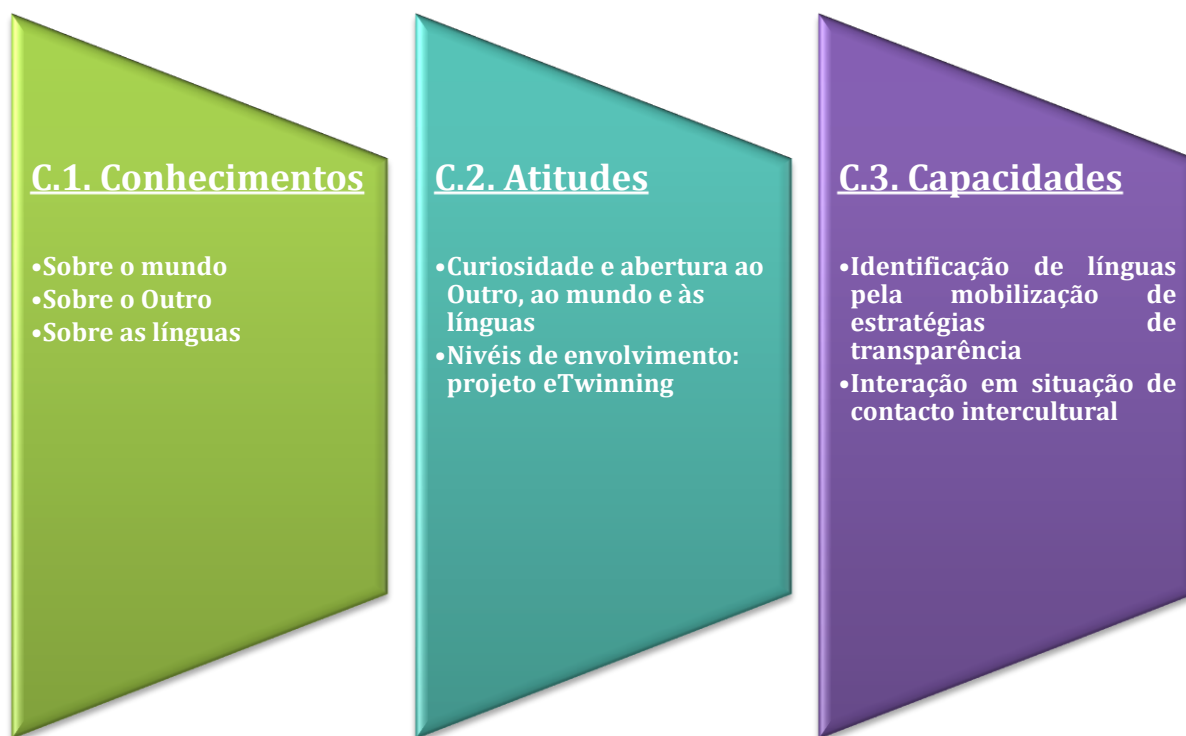 C.1. Conhecimentos
•Sobre o mundo
•Sobre o Outro
•Sobre as línguas
C.2. Atitudes
•Curiosidade e abertura ao
Outro, ao mundo e às
línguas
•Nivéis de envolvimento:
projeto eTwinning
C.3. Capacidades
•Identificação de línguas
pela mobilização de
estratégias de
transparência
•Interação em situação de
contacto intercultural